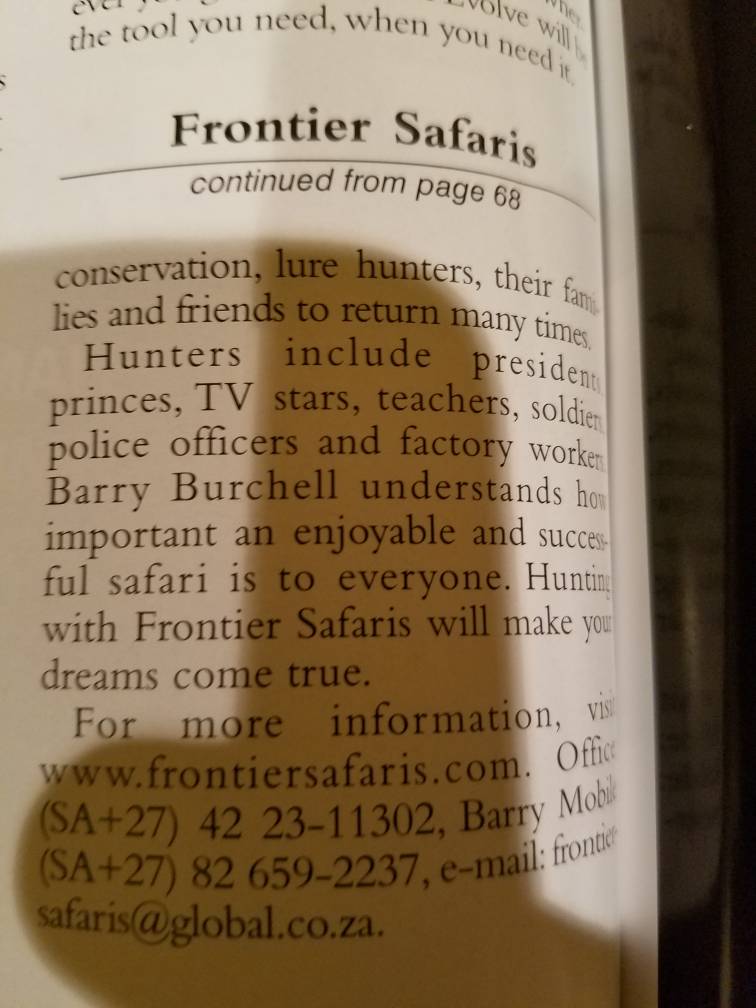 the tool you need, when you need it.
Frontier Safaris
continued from page 68
conservation, lure hunters, their fami-
lies and friends to return many times.
Hunters include presidents
princes, TV stars, teachers, soldier
police officers and factory worker
Barry Burchell understands how
important an enjoyable and success-
ful safari is to everyone. Hunting
with Frontier Safaris will make your
dreams come true.
For more information, visit
www.frontiersafaris.com. Office
(SA+27) 42 23-11302, Barry Mobile
(SA+27) 82 659-2237, e-mail: frontier
safaris@global.co.za.